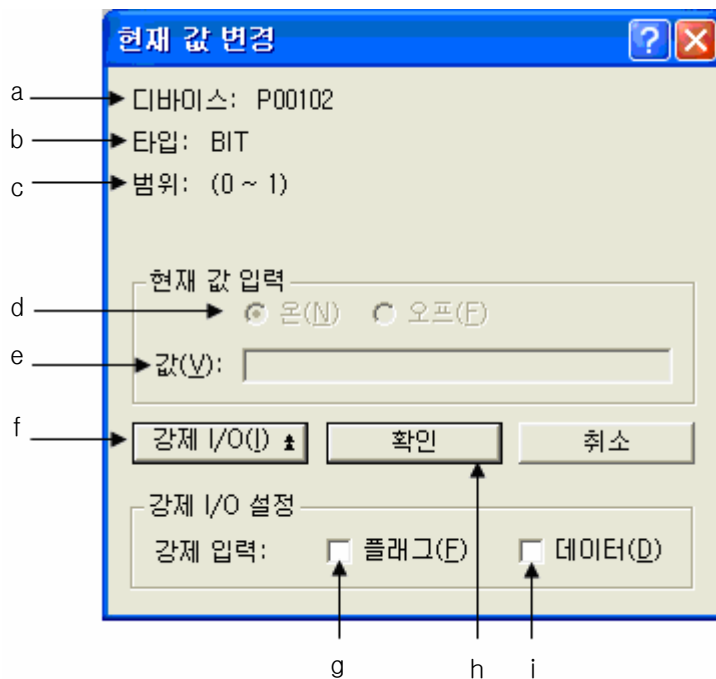 현재 값 변경
a 디바이스: P00102
b 타입: BIT
c 범위: (0 ~ 1)
현재 값 입력
d 온(N) 오프(F)
e 값(V):
f 강제 I/O(I) 확인 취소
강제 I/O 설정
강제 입력: 플래그(F) 데이터(D)
g h i